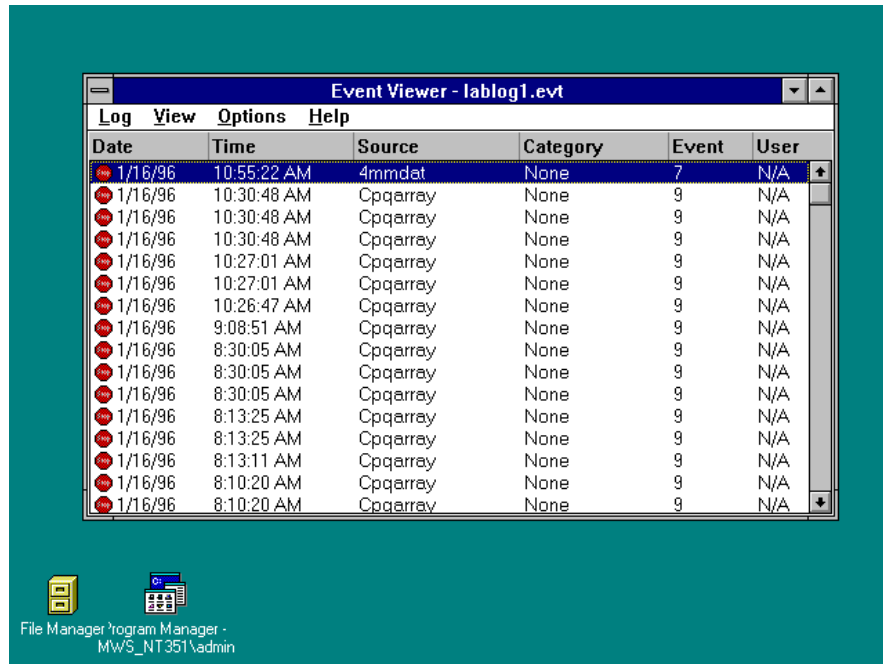 Event Viewer - lablog1.evt
Log View Options Help
Date Time Source Category Event User
1/16/96 10:55:22 AM 4mmdat None 7 N/A
1/16/96 10:30:48 AM Cpqarray None 9 N/A
1/16/96 10:30:48 AM Cpqarray None 9 N/A
1/16/96 10:30:48 AM Cpqarray None 9 N/A
1/16/96 10:27:01 AM Cpqarray None 9 N/A
1/16/96 10:27:01 AM Cpqarray None 9 N/A
1/16/96 10:26:47 AM Cpqarray None 9 N/A
1/16/96 9:08:51 AM Cpqarray None 9 N/A
1/16/96 8:30:05 AM Cpqarray None 9 N/A
1/16/96 8:30:05 AM Cpqarray None 9 N/A
1/16/96 8:30:05 AM Cpqarray None 9 N/A
1/16/96 8:13:25 AM Cpqarray None 9 N/A
1/16/96 8:13:25 AM Cpqarray None 9 N/A
1/16/96 8:13:11 AM Cpqarray None 9 N/A
1/16/96 8:10:20 AM Cpqarray None 9 N/A
1/16/96 8:10:20 AM Cpqarray None 9 N/A
File Manager Program Manager -
MWS_NT351\admin